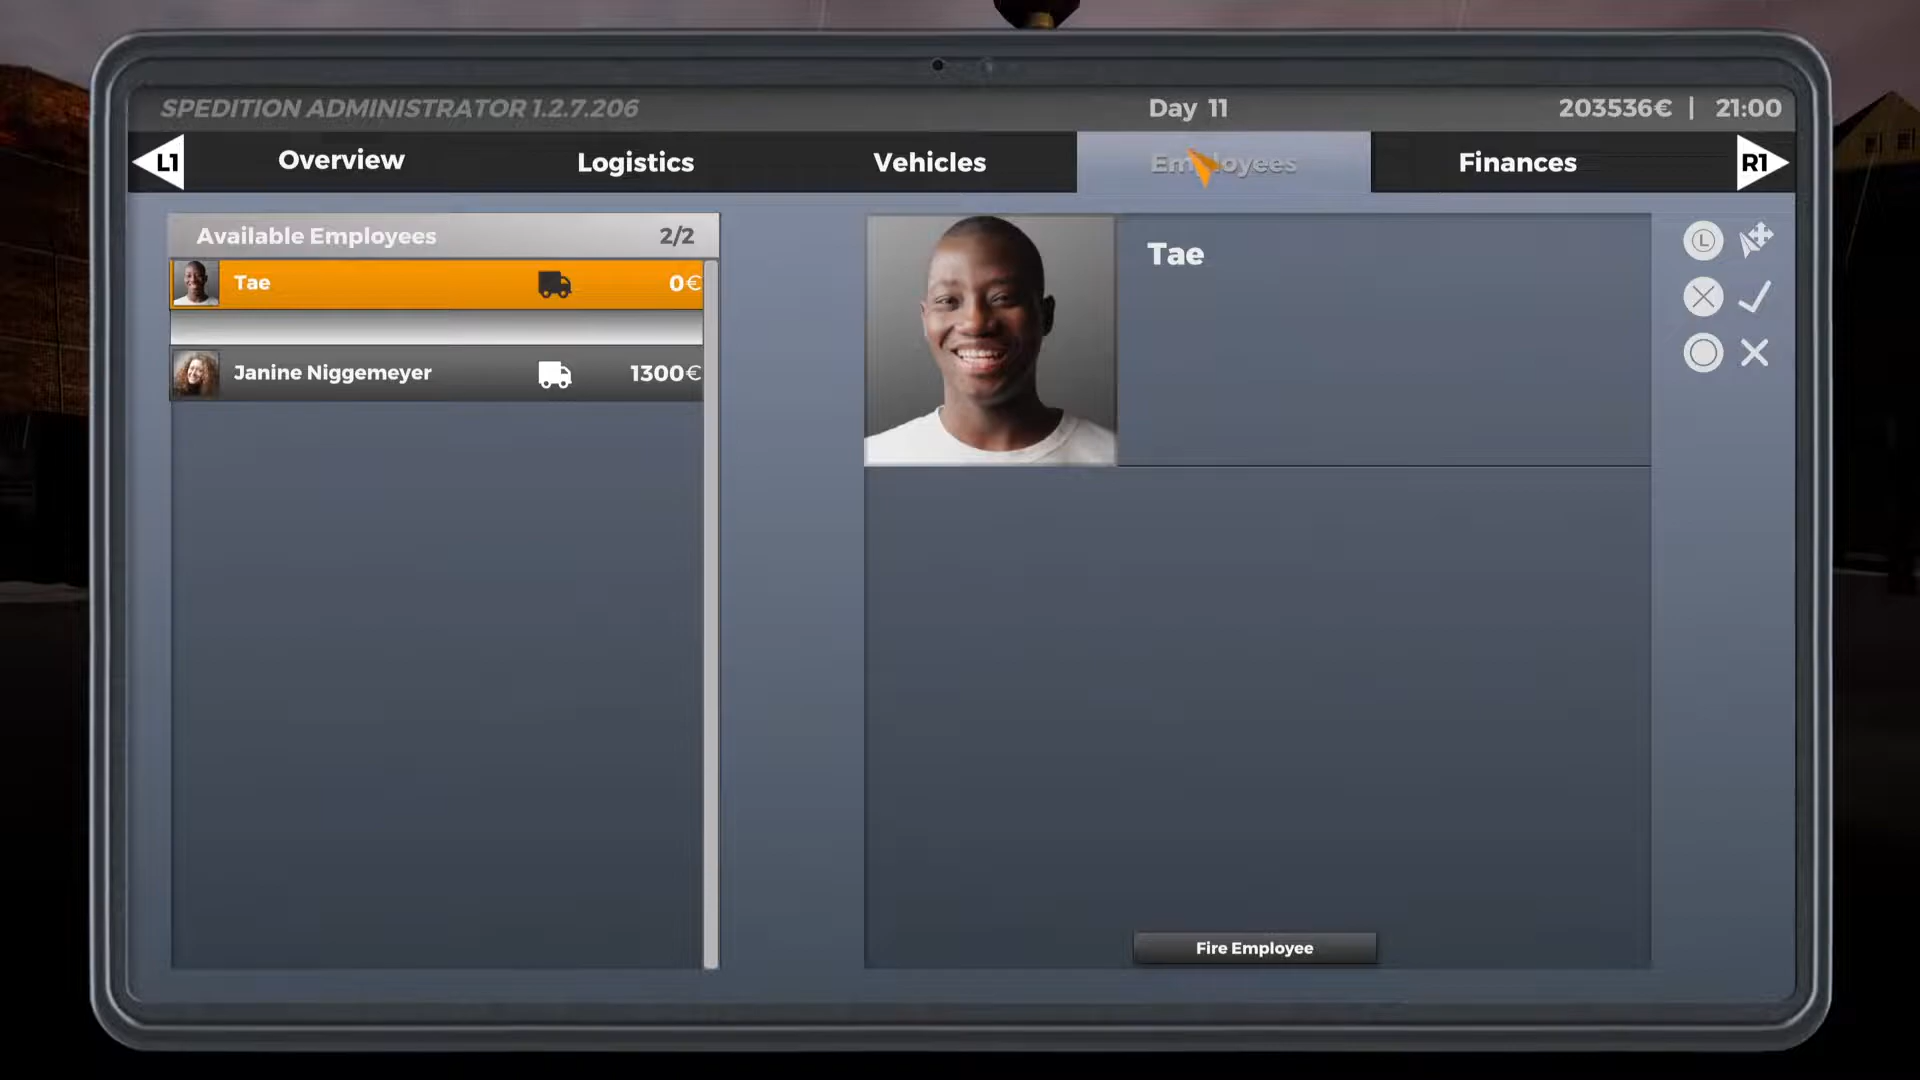 SPEDITION ADMINISTRATOR 1.2.7.206
Day 11
203536€ | 21:00
L1
Overview
Logistics
Vehicles
Employees
Finances
R1
Available Employees 2/2
Tae 0€
Janine Niggemeyer 1300€
Tae
L
Fire Employee